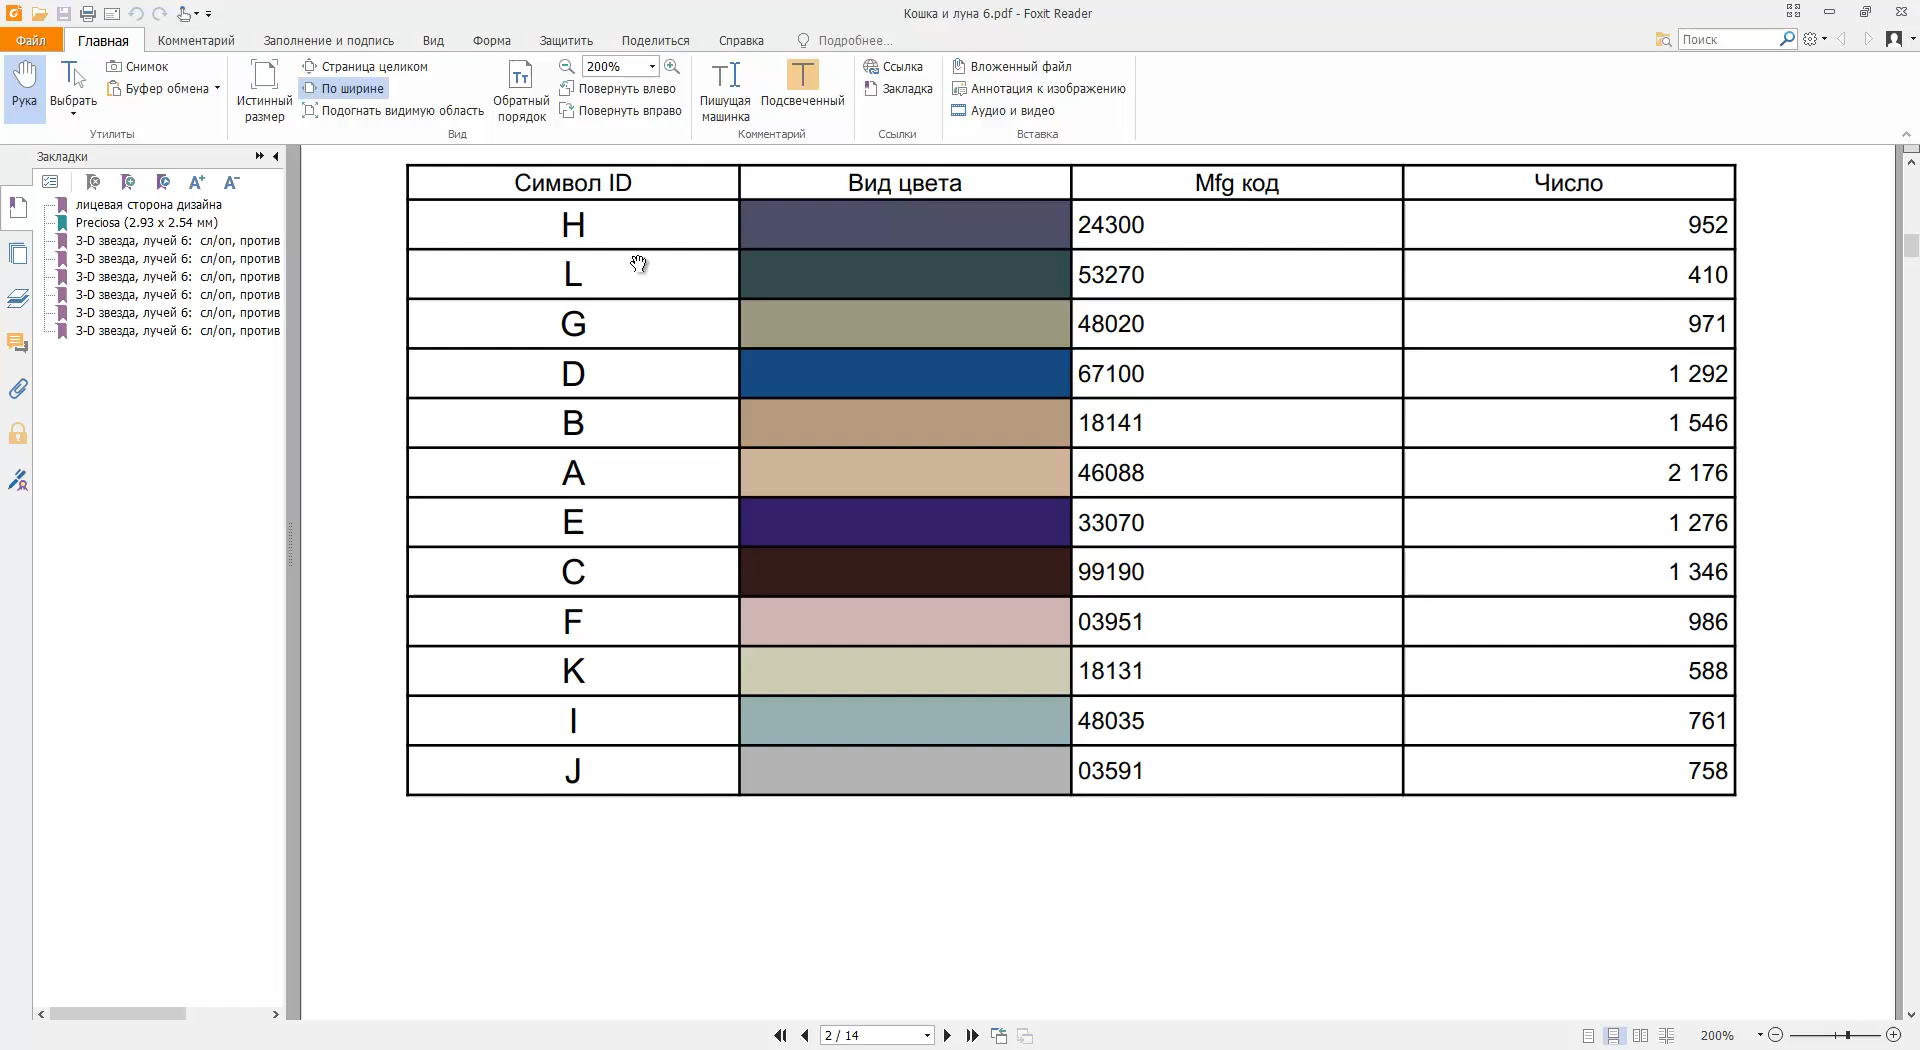 Кошка и луна 6.pdf - Foxit Reader
Файл Главная Комментарий Заполнение и подпись Вид Форма Защитить Поделиться Справка Подробнее... Поиск
Рука
Выбрать
Снимок
Буфер обмена
Утилиты
Истинный размер
Страница целиком
По ширине
Подогнать видимую область
Обратный порядок
200%
Повернуть влево
Повернуть вправо
Вид
Пишущая машинка
Подсвеченный
Комментарий
Ссылка
Закладка
Ссылки
Вложенный файл
Аннотация к изображению
Аудио и видео
Вставка
Закладки
лицевая сторона дизайна
Preciosa (2.93 x 2.54 мм)
3-D звезда, лучей 6: сл/оп, против
3-D звезда, лучей 6: сл/оп, против
3-D звезда, лучей 6: сл/оп, против
3-D звезда, лучей 6: сл/оп, против
3-D звезда, лучей 6: сл/оп, против
3-D звезда, лучей 6: сл/оп, против
Символ ID Вид цвета Mfg код Число
H 24300 952
L 53270 410
G 48020 971
D 67100 1 292
B 18141 1 546
A 46088 2 176
E 33070 1 276
C 99190 1 346
F 03951 986
K 18131 588
I 48035 761
J 03591 758
2 / 14
200%